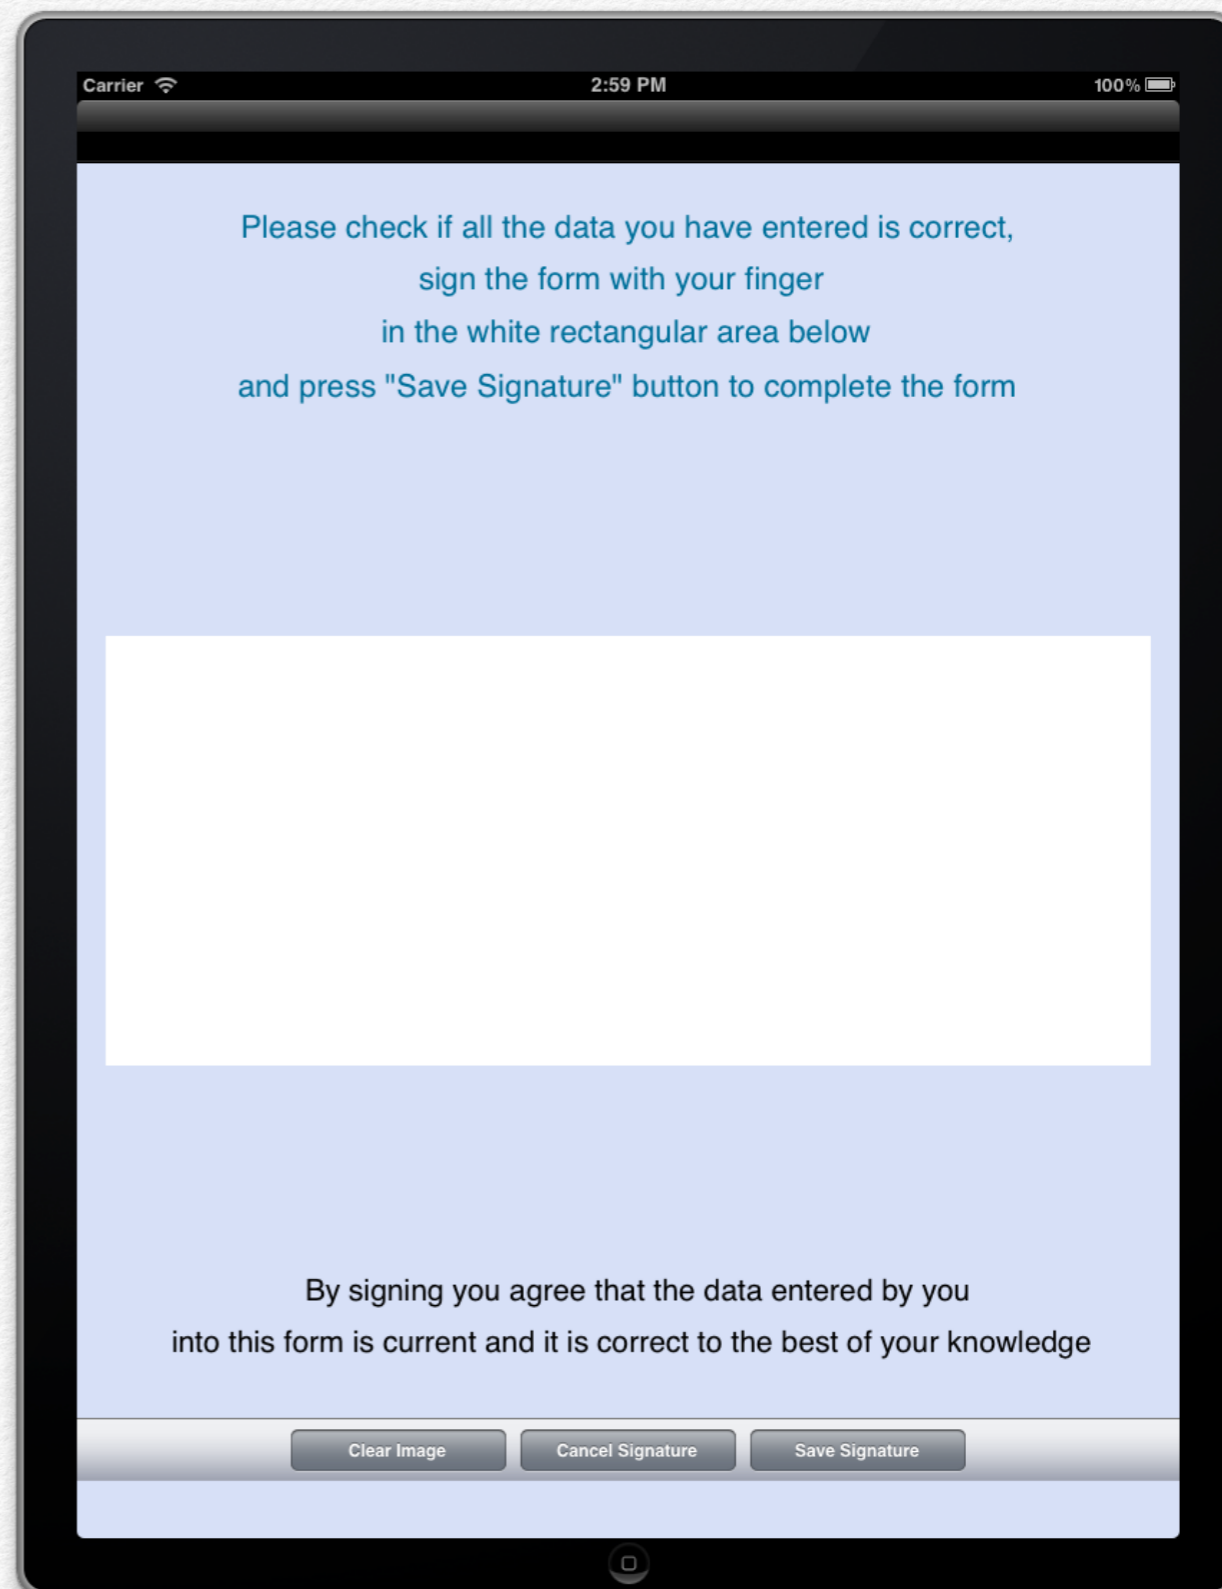 Carrier
2:59 PM
100%
Please check if all the data you have entered is correct,
sign the form with your finger
in the white rectangular area below
and press "Save Signature" button to complete the form
By signing you agree that the data entered by you
into this form is current and it is correct to the best of your knowledge
Clear Image
Cancel Signature
Save Signature